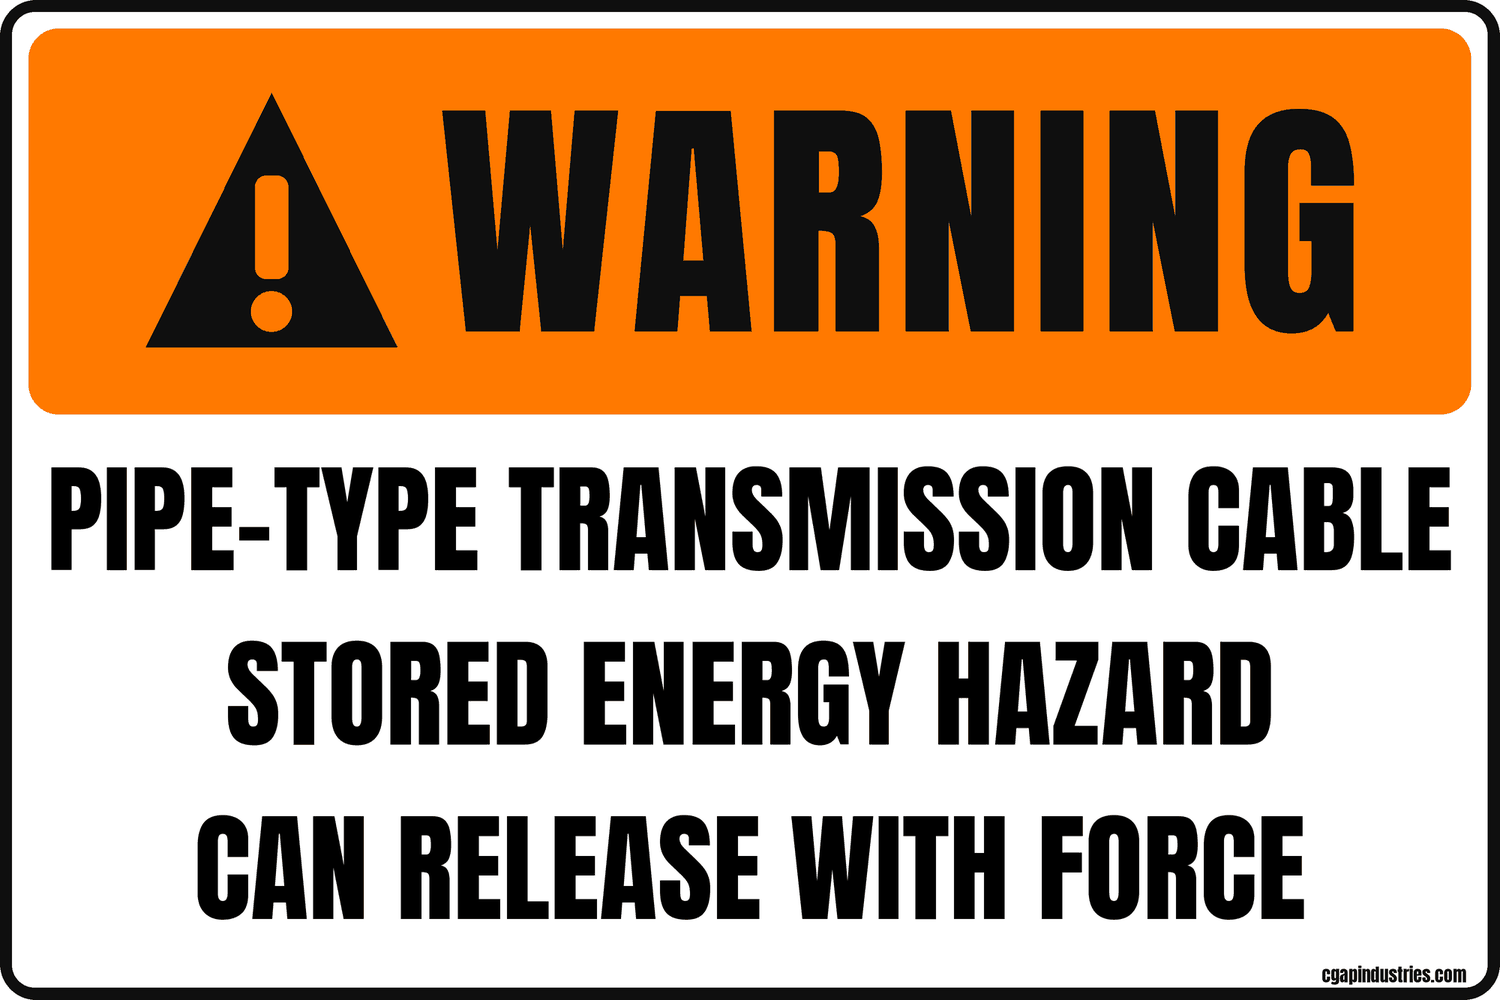 WARNING
PIPE-TYPE TRANSMISSION CABLE
STORED ENERGY HAZARD
CAN RELEASE WITH FORCE
cgapindustries.com